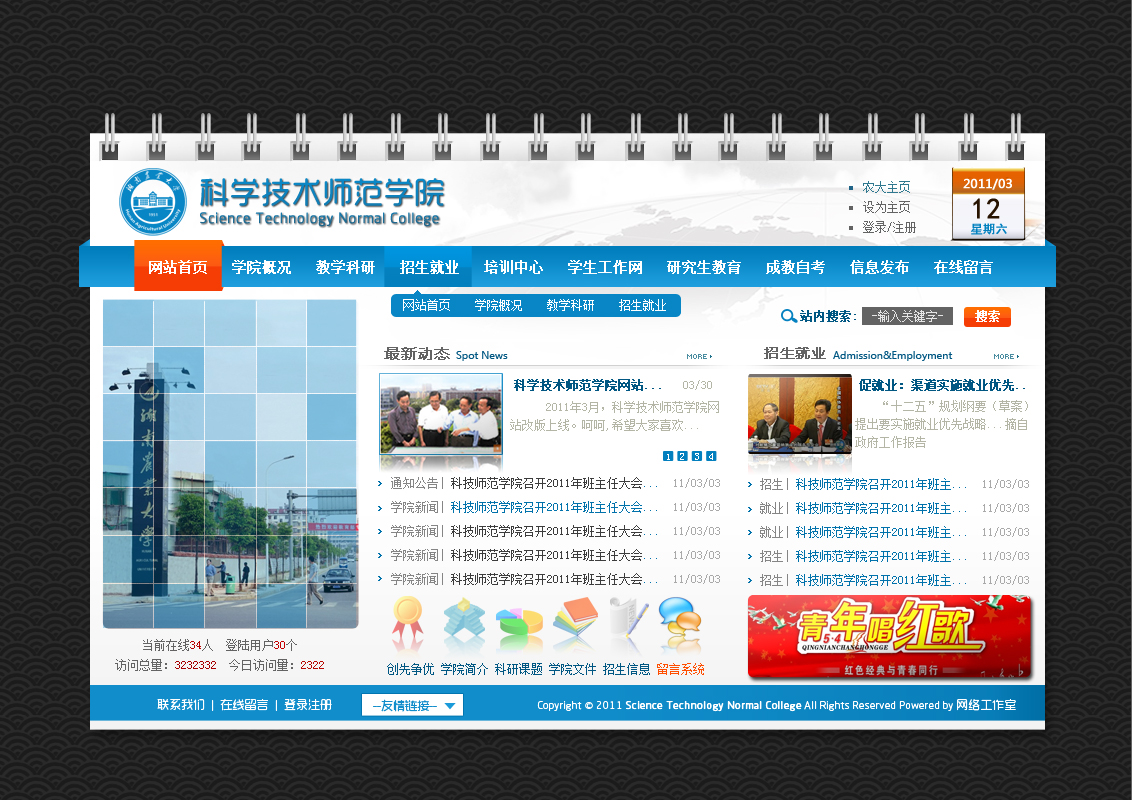 科学技术师范学院
Science Technology Normal College
农大主页
设为主页
登录/注册
2011/03
12
星期六
网站首页 学院概况 教学科研 招生就业 培训中心 学生工作网 研究生教育 成教自考 信息发布 在线留言
网站首页 学院概况 教学科研 招生就业
站内搜索: -输入关键字- 搜索
湖南农业大学
最新动态 Spot News MORE
科学技术师范学院网站... 03/30
2011年3月，科学技术师范学院网
站改版上线。呵呵,希望大家喜欢...
1 2 3 4
通知公告| 科技师范学院召开2011年班主任大会... 11/03/03
学院新闻| 科技师范学院召开2011年班主任大会... 11/03/03
学院新闻| 科技师范学院召开2011年班主任大会... 11/03/03
学院新闻| 科技师范学院召开2011年班主任大会... 11/03/03
学院新闻| 科技师范学院召开2011年班主任大会... 11/03/03
招生就业 Admission&Employment MORE
促就业：渠道实施就业优先..
“十二五”规划纲要（草案）
提出要实施就业优先战略...摘自
政府工作报告
招生| 科技师范学院召开2011年班主... 11/03/03
就业| 科技师范学院召开2011年班主... 11/03/03
就业| 科技师范学院召开2011年班主... 11/03/03
招生| 科技师范学院召开2011年班主... 11/03/03
招生| 科技师范学院召开2011年班主... 11/03/03
当前在线34人 登陆用户30个
访问总量：3232332 今日访问量：2322
创先争优 学院简介 科研课题 学院文件 招生信息 留言系统
青年唱红歌
5·4
QINGNIANCHANGHONGGE
红色经典与青春同行
联系我们 | 在线留言 | 登录注册
--友情链接--
Copyright © 2011 Science Technology Normal College All Rights Reserved Powered by 网络工作室